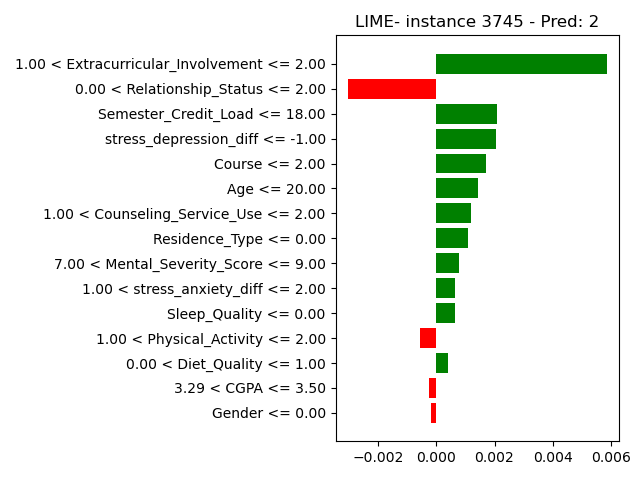 LIME- instance 3745 - Pred: 2
1.00 < Extracurricular_Involvement <= 2.00
0.00 < Relationship_Status <= 2.00
Semester_Credit_Load <= 18.00
stress_depression_diff <= -1.00
Course <= 2.00
Age <= 20.00
1.00 < Counseling_Service_Use <= 2.00
Residence_Type <= 0.00
7.00 < Mental_Severity_Score <= 9.00
1.00 < stress_anxiety_diff <= 2.00
Sleep_Quality <= 0.00
1.00 < Physical_Activity <= 2.00
0.00 < Diet_Quality <= 1.00
3.29 < CGPA <= 3.50
Gender <= 0.00
−0.002 0.000 0.002 0.004 0.006